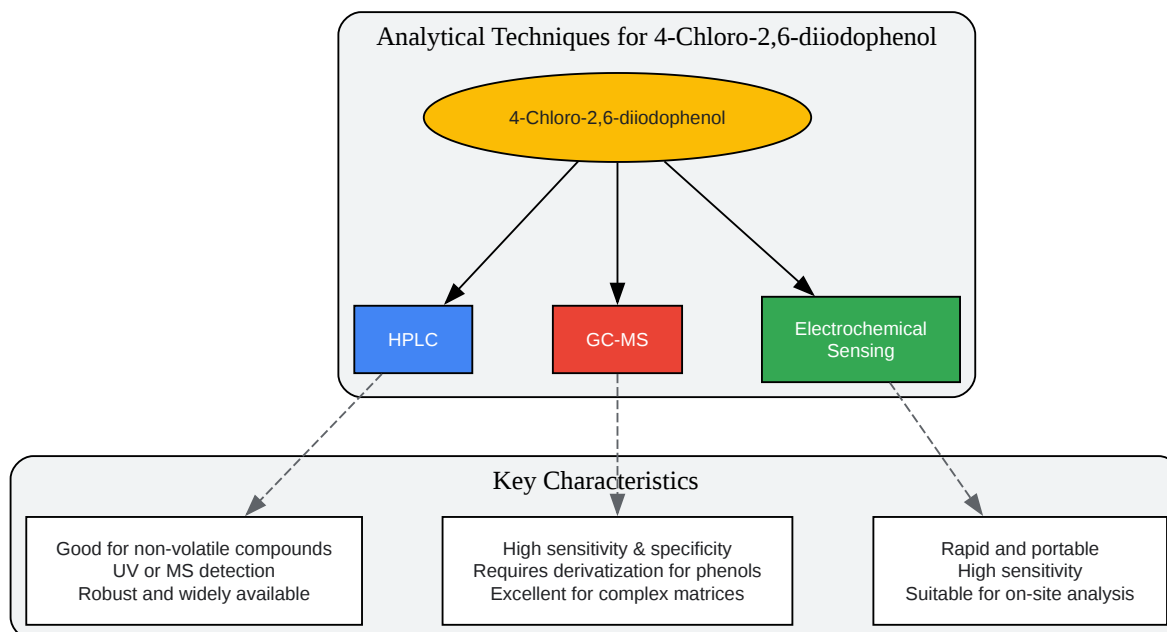 Analytical Techniques for 4-Chloro-2,6-diiodophenol
4-Chloro-2,6-diiodophenol
HPLC
GC-MS
Electrochemical
Sensing
Key Characteristics
Good for non-volatile compounds
UV or MS detection
Robust and widely available
High sensitivity & specificity
Requires derivatization for phenols
Excellent for complex matrices
Rapid and portable
High sensitivity
Suitable for on-site analysis